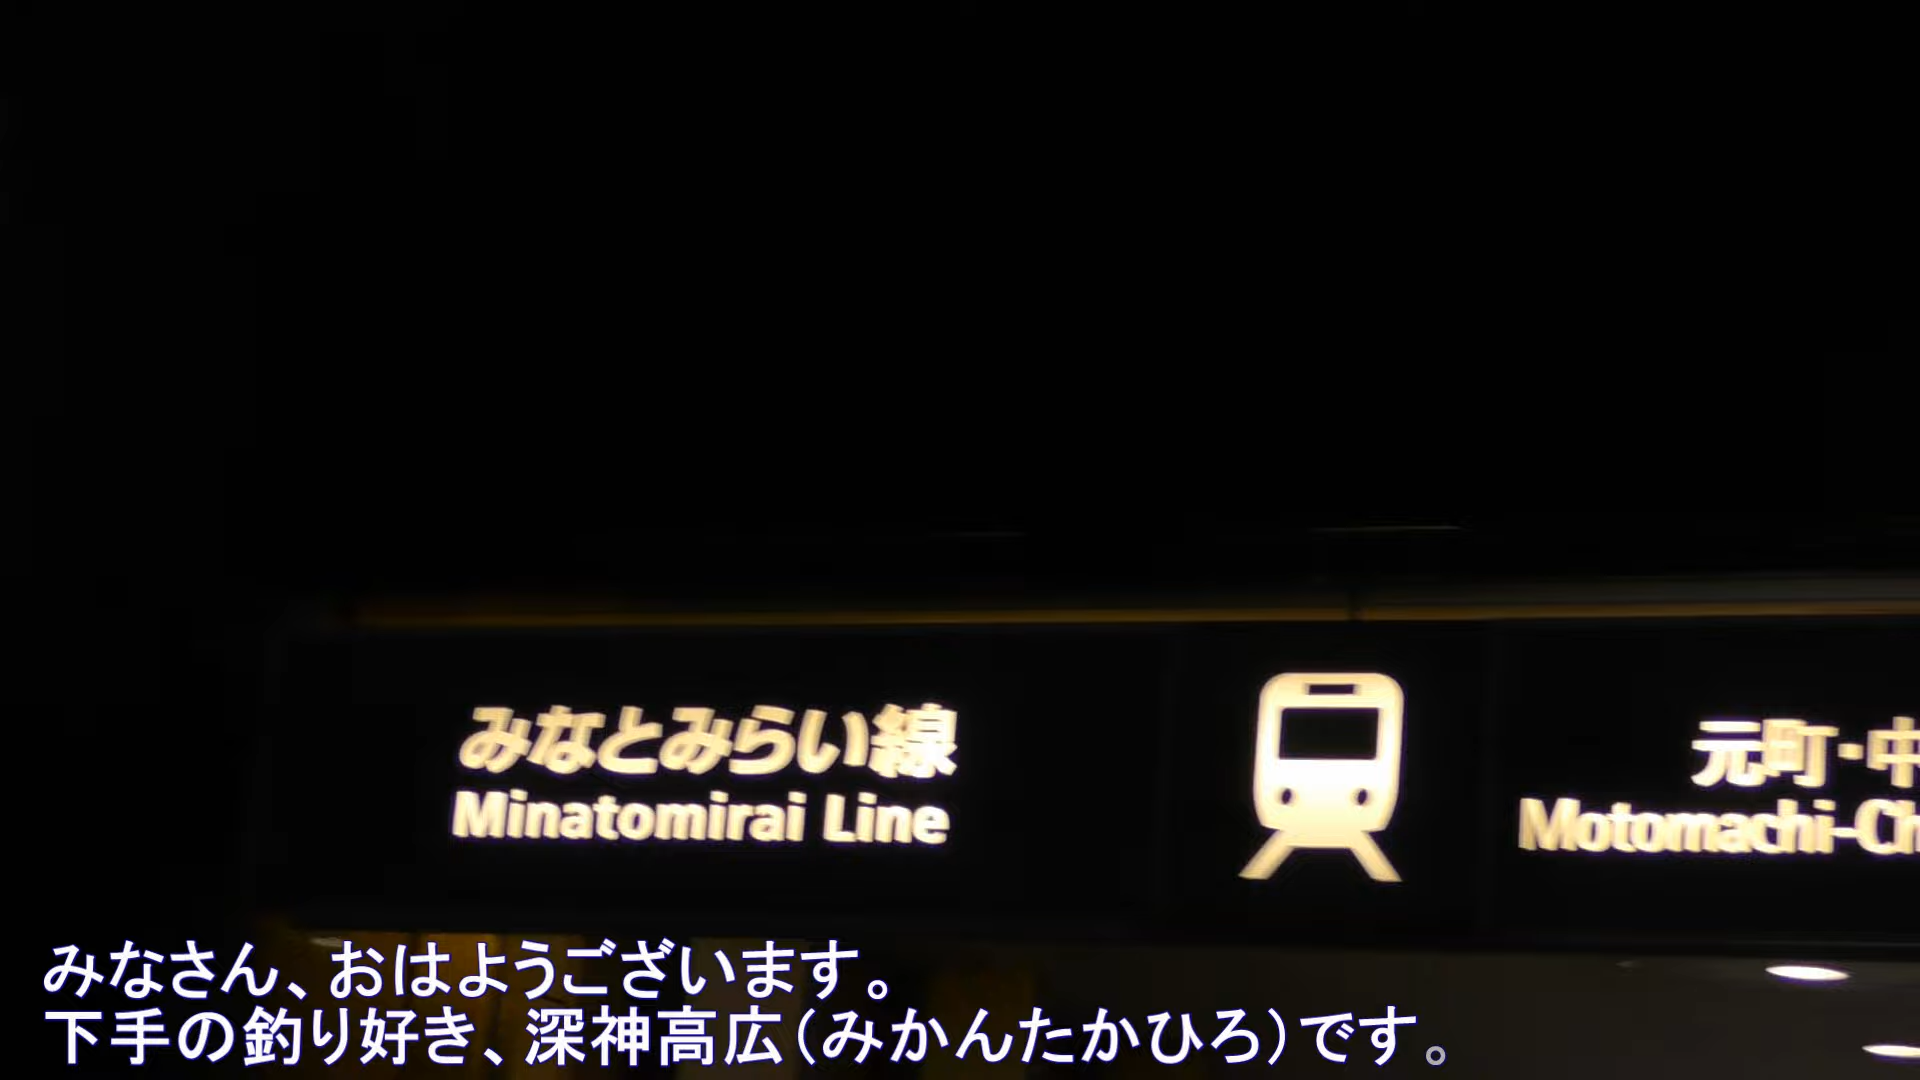 みなとみらい線
Minatomirai Line
元町・中
Motomachi-Ch
みなさん、おはようございます。
下手の釣り好き、深神高広(みかんたかひろ)です。